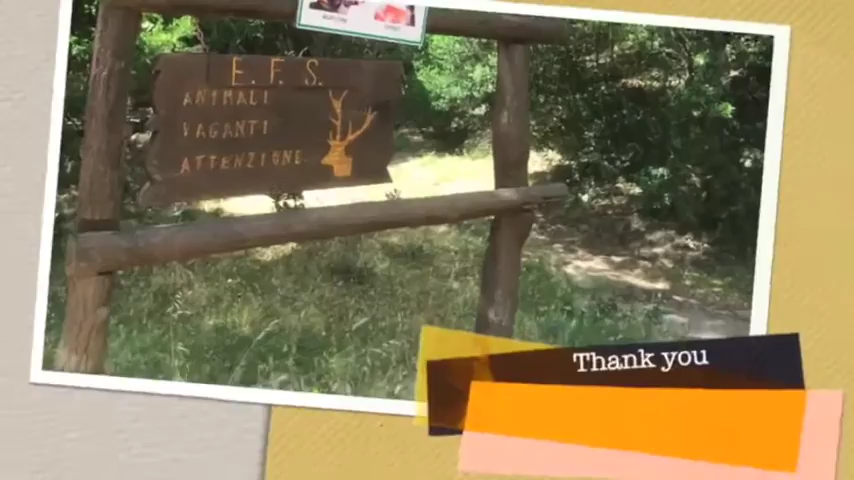 E. F. S.
ANIMALI
VAGANTI
ATTENZIONE
Thank you